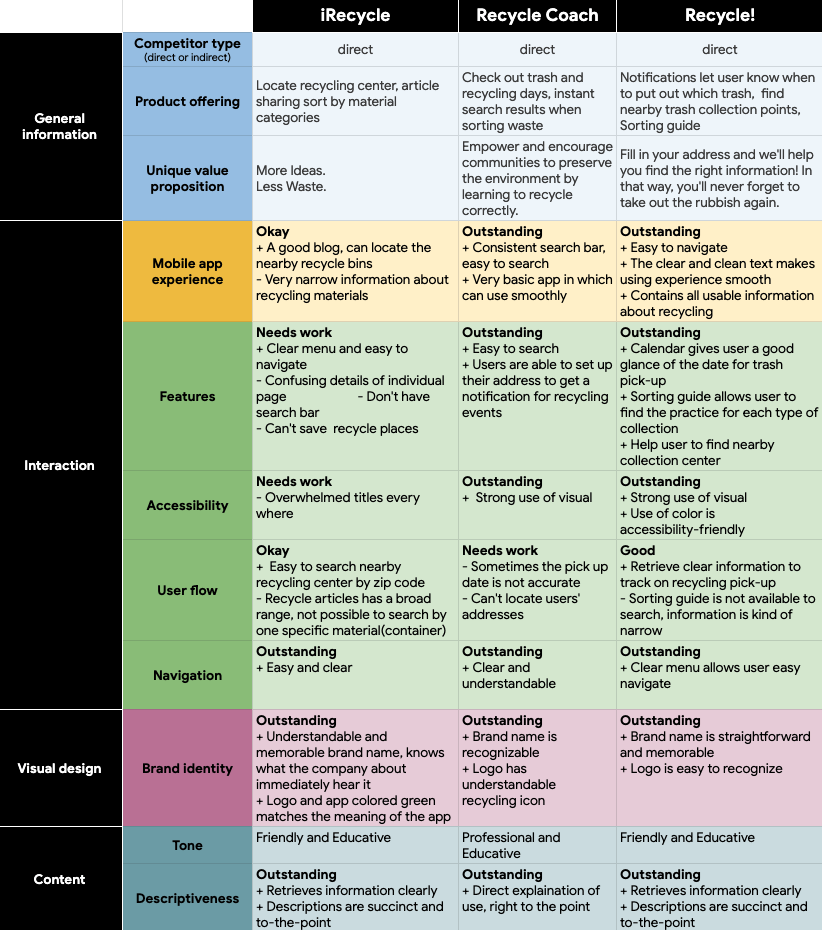 iRecycle
Recycle Coach
Recycle!
General
information
Competitor type
(direct or indirect)
direct
direct
direct
Product offering
Locate recycling center, article
sharing sort by material
categories
Check out trash and
recycling days, instant
search results when
sorting waste
Notifications let user know when
to put out which trash,  find
nearby trash collection points,
Sorting guide
Unique value
proposition
More Ideas.
Less Waste.
Empower and encourage
communities to preserve
the environment by
learning to recycle
correctly.
Fill in your address and we'll help
you find the right information! In
that way, you'll never forget to
take out the rubbish again.
Interaction
Mobile app
experience
Okay
+ A good blog, can locate the
nearby recycle bins
- Very narrow information about
recycling materials
Outstanding
+ Consistent search bar,
easy to search
+ Very basic app in which
can use smoothly
Outstanding
+ Easy to navigate
+ The clear and clean text makes
using experience smooth
+ Contains all usable information
about recycling
Features
Needs work
+ Clear menu and easy to
navigate
- Confusing details of individual
page - Don't have
search bar
- Can't save  recycle places
Outstanding
+ Easy to search
+ Users are able to set up
their address to get a
notification for recycling
events
Outstanding
+ Calendar gives user a good
glance of the date for trash
pick-up
+ Sorting guide allows user to
find the practice for each type of
collection
+ Help user to find nearby
collection center
Accessibility
Needs work
- Overwhelmed titles every
where
Outstanding
+  Strong use of visual
Outstanding
+ Strong use of visual
+ Use of color is
accessibility-friendly
User flow
Okay
+  Easy to search nearby
recycling center by zip code
- Recycle articles has a broad
range, not possible to search by
one specific material(container)
Needs work
- Sometimes the pick up
date is not accurate
- Can't locate users'
addresses
Good
+ Retrieve clear information to
track on recycling pick-up
- Sorting guide is not available to
search, information is kind of
narrow
Navigation
Outstanding
+ Easy and clear
Outstanding
+ Clear and
understandable
Outstanding
+ Clear menu allows user easy
navigate
Visual design
Brand identity
Outstanding
+ Understandable and
memorable brand name, knows
what the company about
immediately hear it
+ Logo and app colored green
matches the meaning of the app
Outstanding
+ Brand name is
recognizable
+ Logo has
understandable
recycling icon
Outstanding
+ Brand name is straightforward
and memorable
+ Logo is easy to recognize
Content
Tone
Friendly and Educative
Professional and
Educative
Friendly and Educative
Descriptiveness
Outstanding
+ Retrieves information clearly
+ Descriptions are succinct and
to-the-point
Outstanding
+ Direct explaination of
use, right to the point
Outstanding
+ Retrieves information clearly
+ Descriptions are succinct and
to-the-point